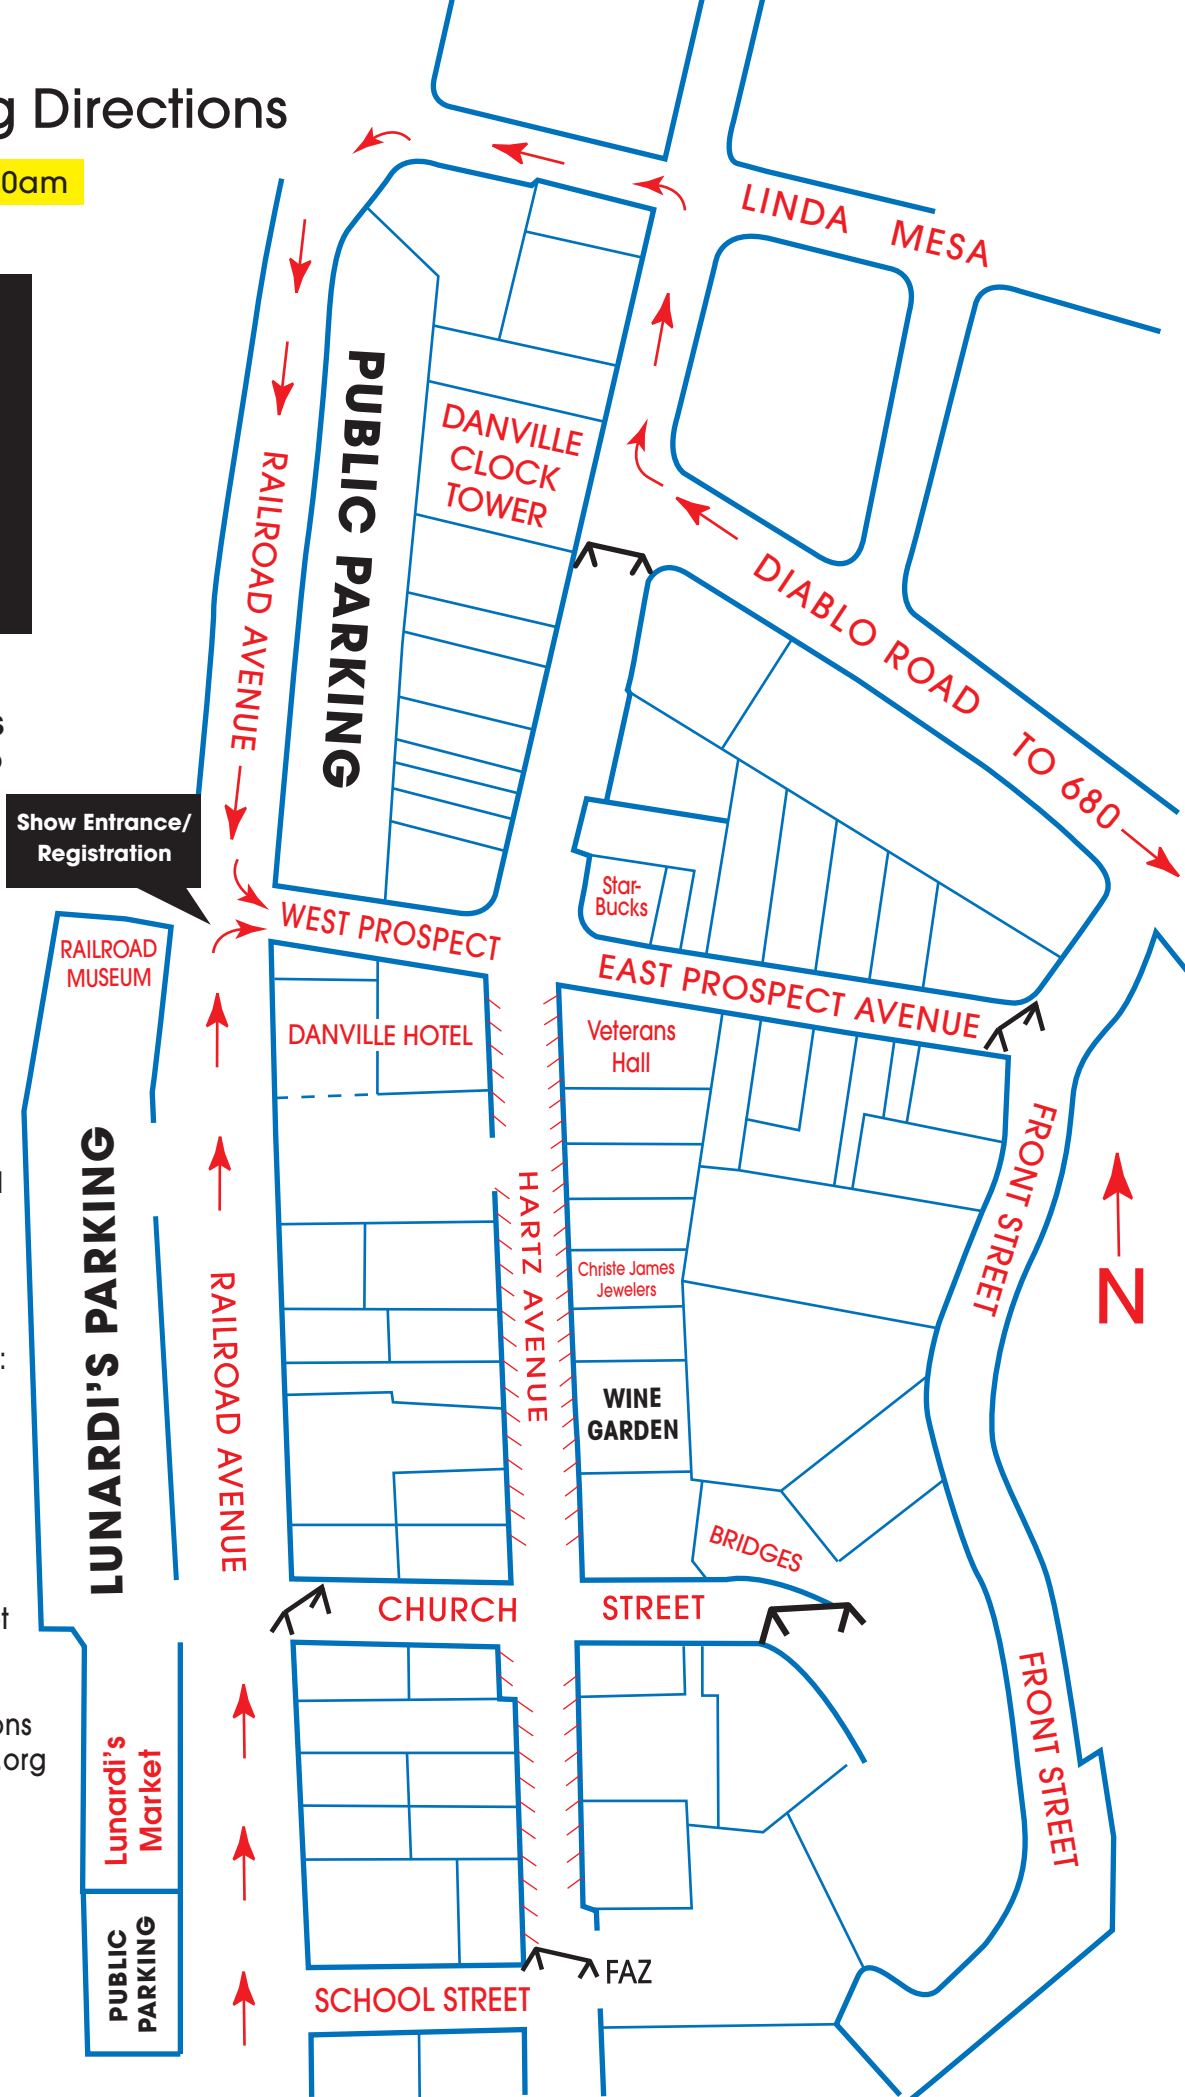 g Directions
0am
LINDA MESA
PUBLIC PARKING
DANVILLE
CLOCK
TOWER
RAILROAD AVENUE
DIABLO ROAD TO 680
s
Show Entrance/
Registration
Star-
Bucks
WEST PROSPECT
EAST PROSPECT AVENUE
RAILROAD
MUSEUM
DANVILLE HOTEL
Veterans
Hall
FRONT STREET
LUNARDI'S PARKING
HARTZ AVENUE
RAILROAD AVENUE
Christe James
Jewelers
N
:
WINE
GARDEN
BRIDGES
CHURCH STREET
t
FRONT STREET
ons
.org
Lunardi's
Market
PUBLIC
PARKING
FAZ
SCHOOL STREET